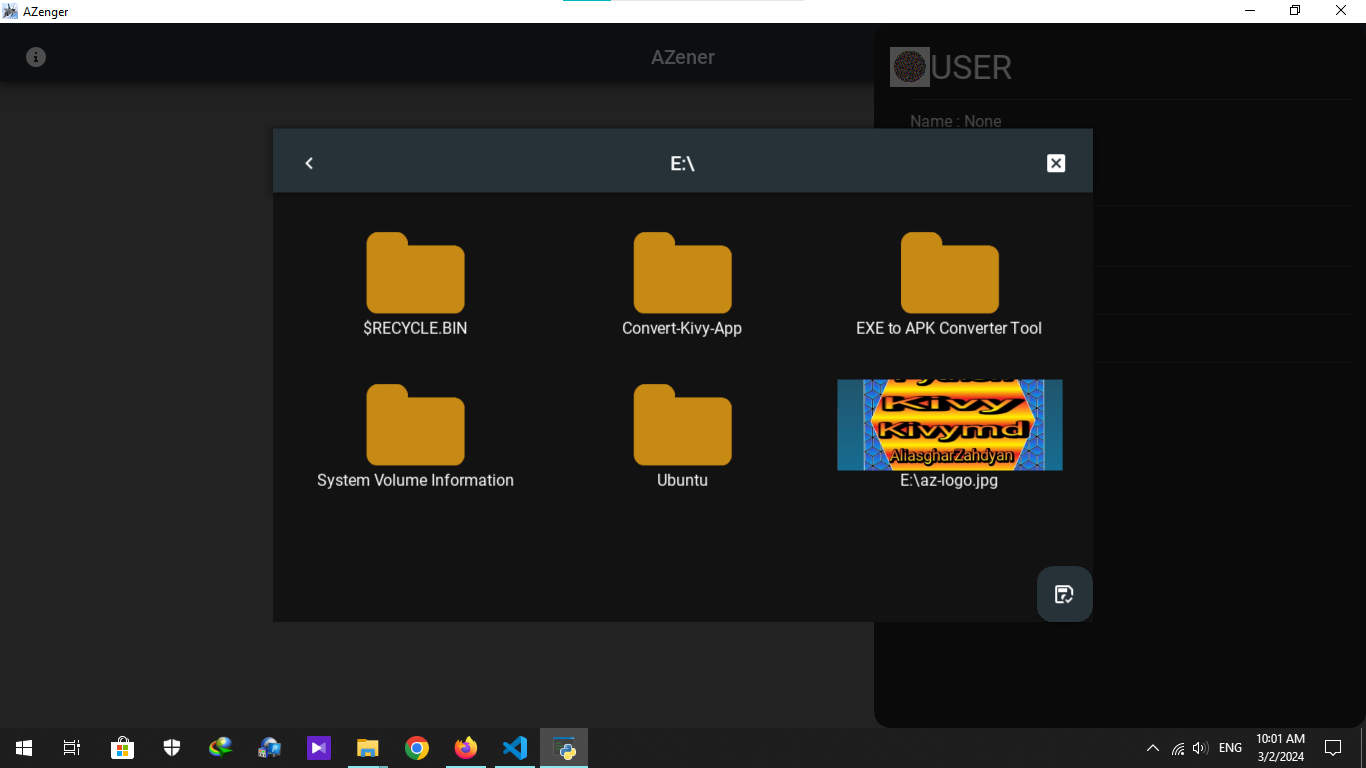 AZenger
AZener
USER
Name : None
E:\
$RECYCLE.BIN
Convert-Kivy-App
EXE to APK Converter Tool
Kivy
Kivymd
AliasgharZahdyan
System Volume Information
Ubuntu
E:\az-logo.jpg
ENG
10:01 AM
3/2/2024